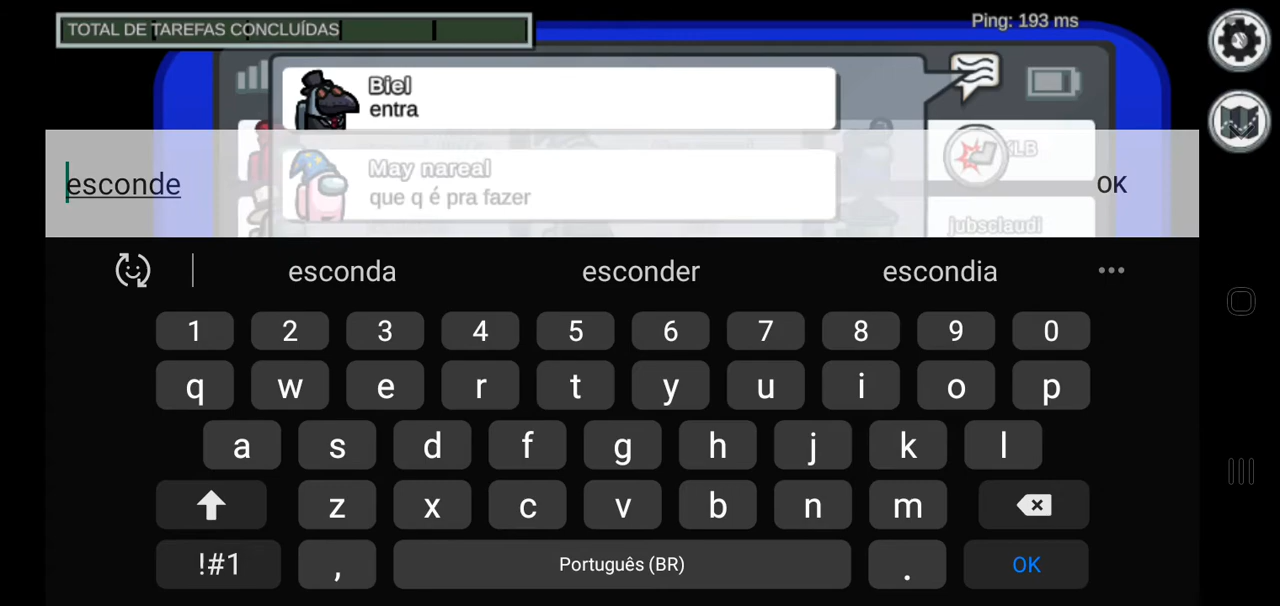 TOTAL DE TAREFAS CONCLUÍDAS
Ping: 193 ms
Biel
entra
May nareal
que q é pra fazer
KLB
jubsclaudi
esconde
OK
esconda esconder escondia
1 2 3 4 5 6 7 8 9 0
q w e r t y u i o p
a s d f g h j k l
z x c v b n m
!#1 , Português (BR) . OK